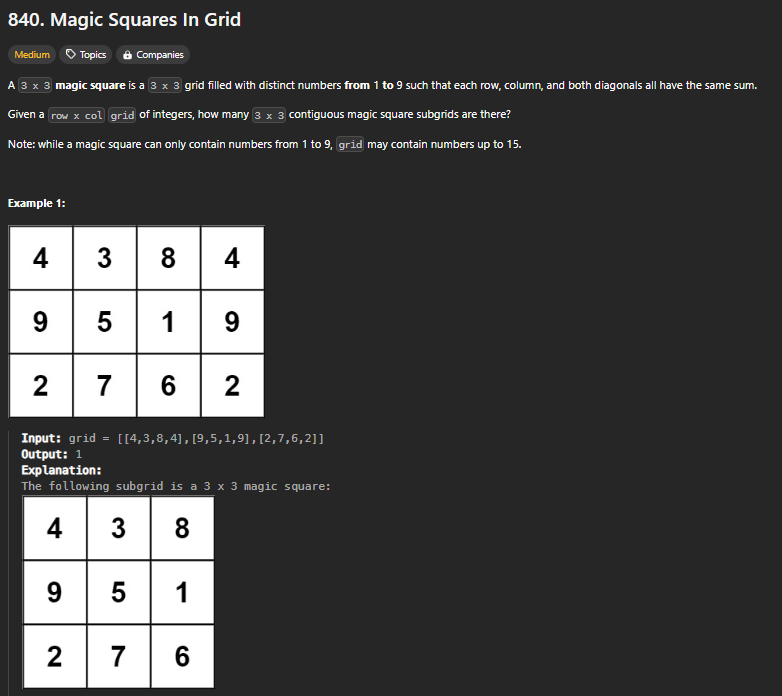 840. Magic Squares In Grid
Medium Topics Companies
A 3 x 3 magic square is a 3 x 3 grid filled with distinct numbers from 1 to 9 such that each row, column, and both diagonals all have the same sum.
Given a row x col grid of integers, how many 3 x 3 contiguous magic square subgrids are there?
Note: while a magic square can only contain numbers from 1 to 9, grid may contain numbers up to 15.
Example 1:
4 3 8 4
9 5 1 9
2 7 6 2
Input: grid = [[4,3,8,4],[9,5,1,9],[2,7,6,2]]
Output: 1
Explanation:
The following subgrid is a 3 x 3 magic square:
4 3 8
9 5 1
2 7 6